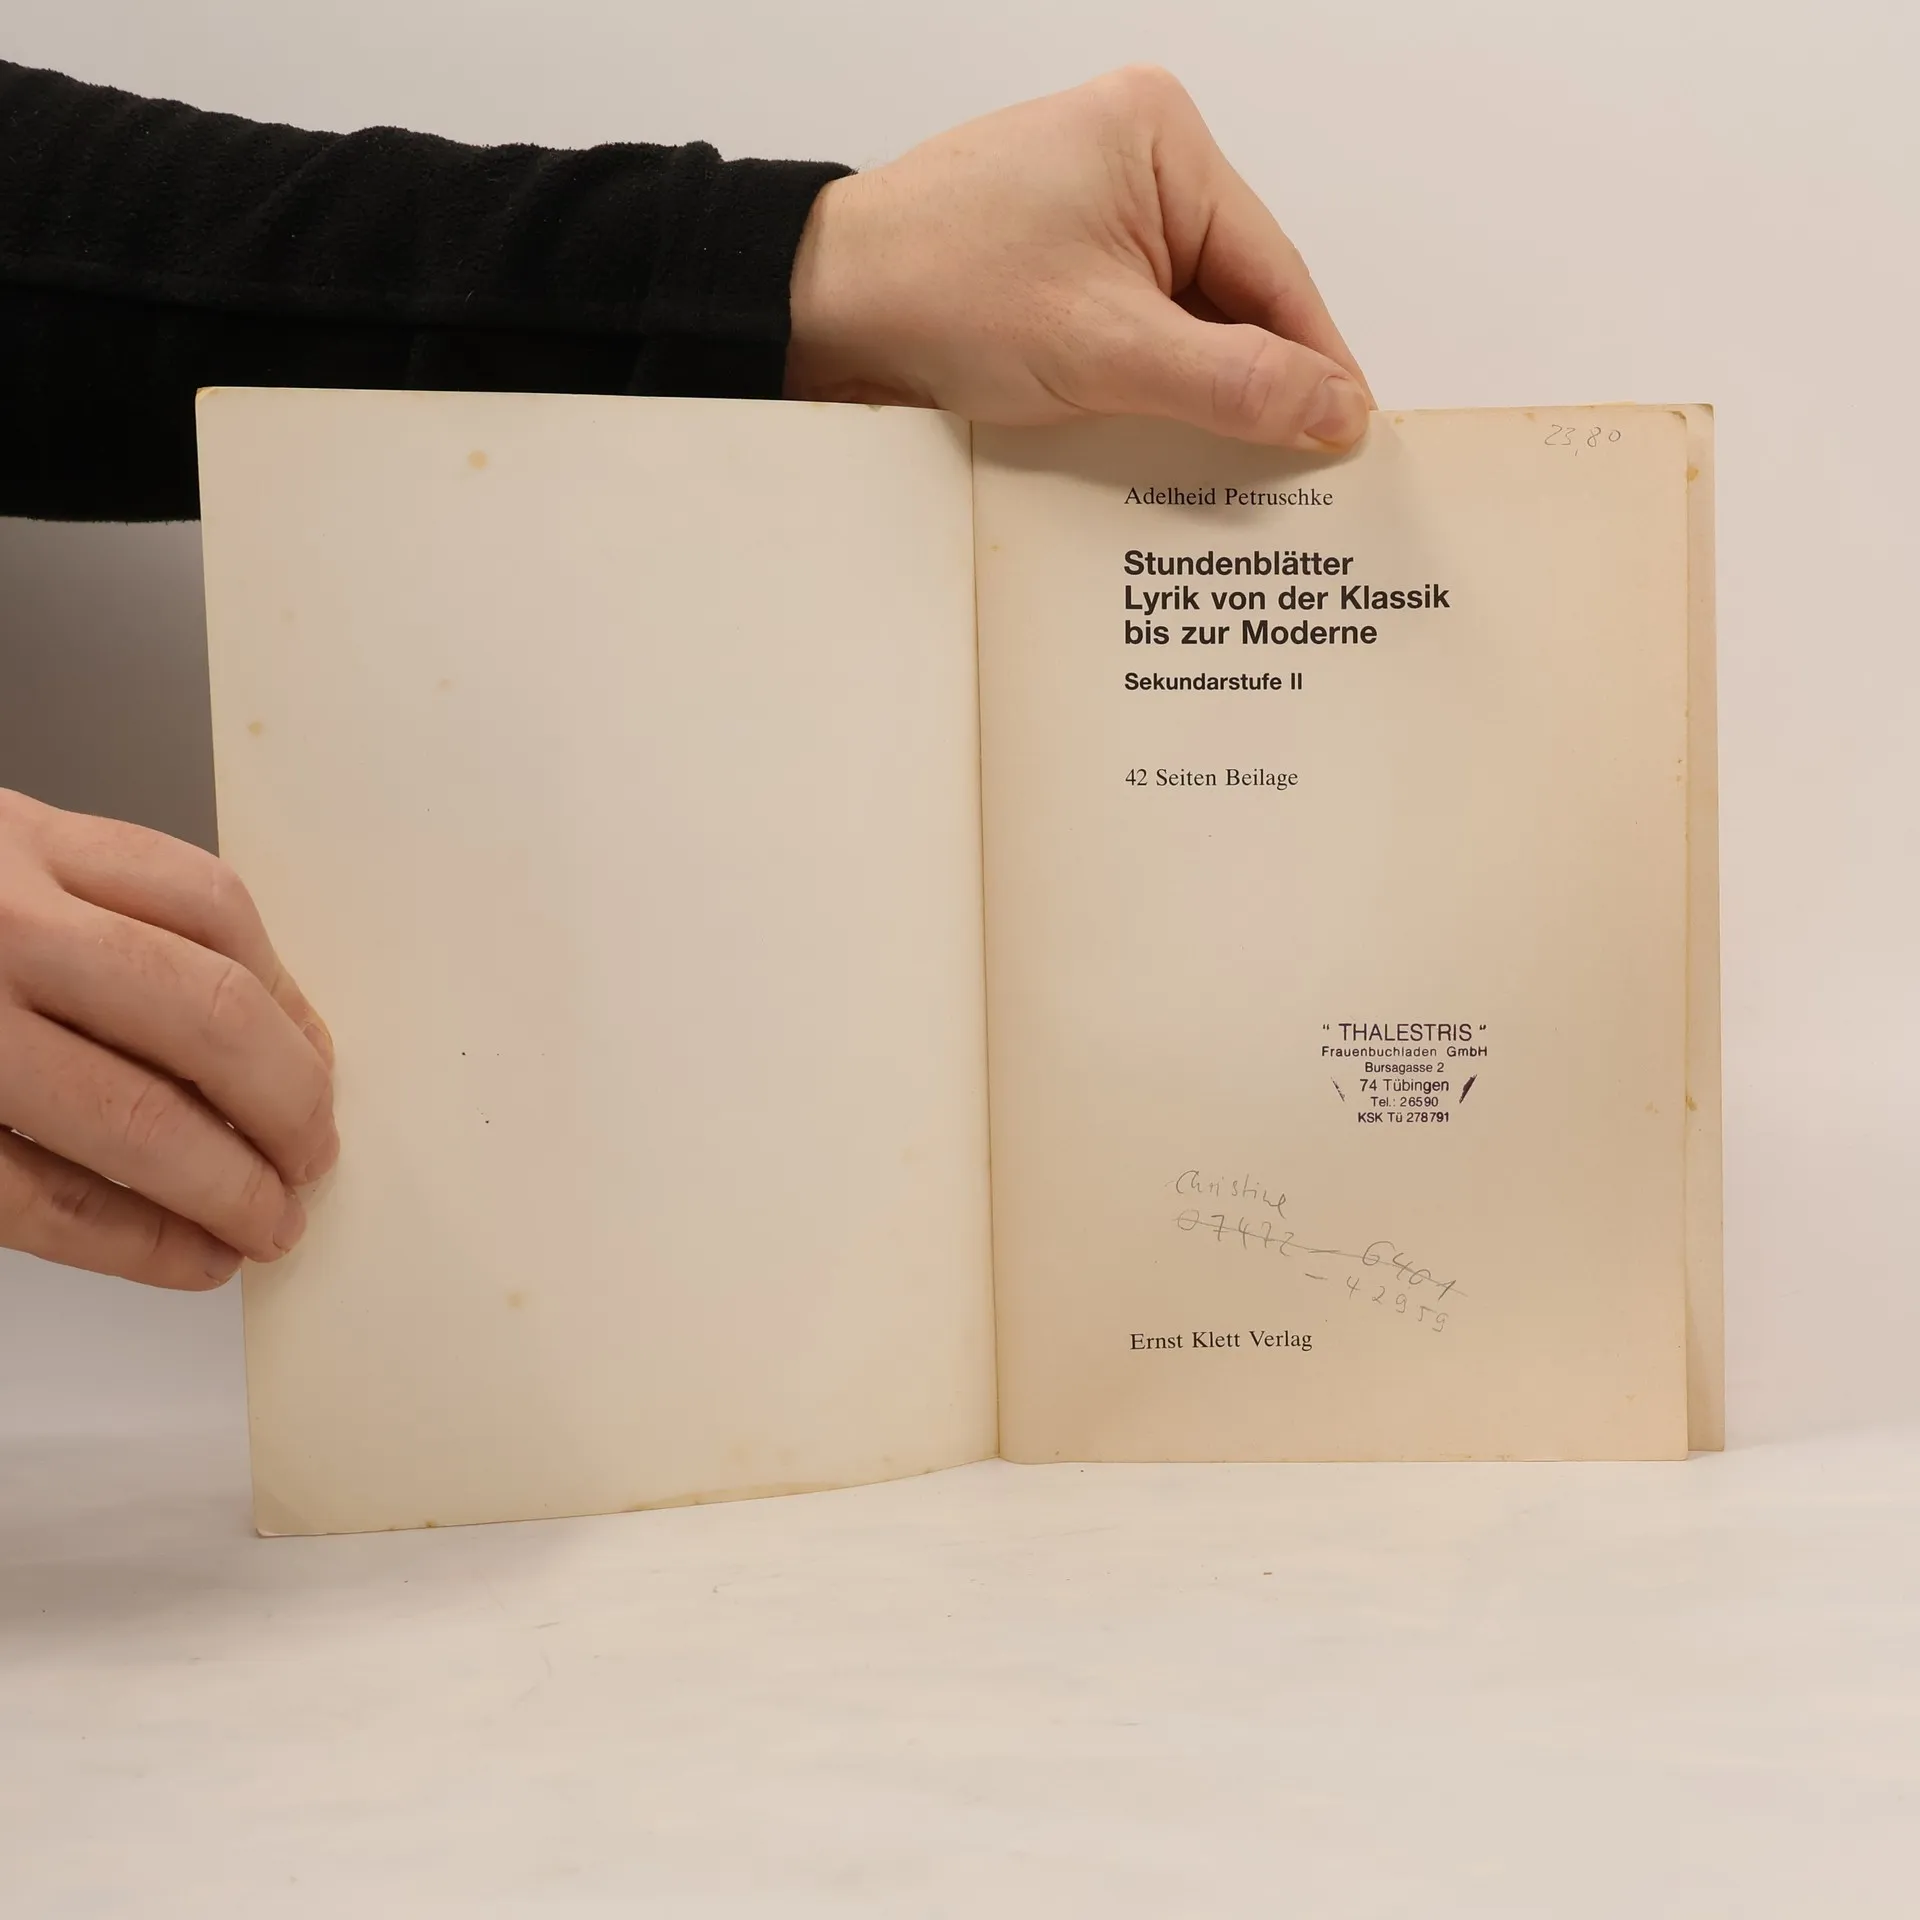 23,80
Adelheid Petruschke
Stundenblätter
Lyrik von der Klassik
bis zur Moderne
Sekundarstufe II
42 Seiten Beilage
" THALESTRIS "
Frauenbuchladen GmbH
Bursagasse 2
74 Tübingen
Tel.: 26590
KSK Tü 278791
Christine
07472 – 6401
– 42959
Ernst Klett Verlag